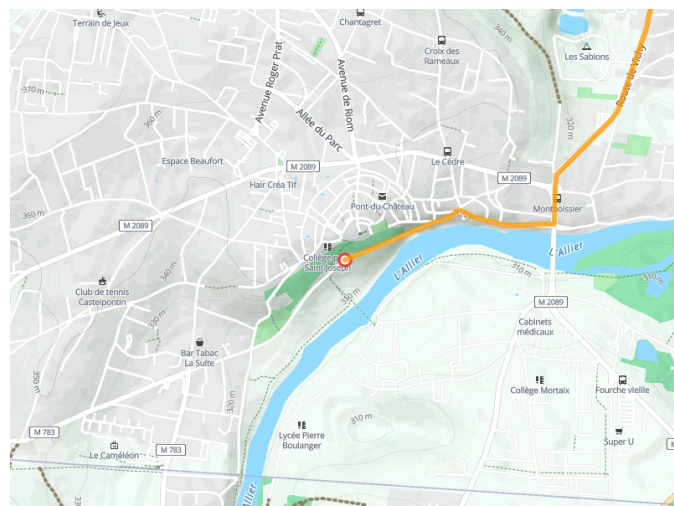 Terrain de Jeux
Chantagret
Croix des
Rameaux
340 m
Les Sablons
Route de Vichy
Avenue Roger Prat
Avenue de Riom
370 m
360 m
Allée du Parc
320 m
Espace Beaufort
M 2089
Le Cèdre
M 2089
Hair Créa Tif
Pont-du-Château
Montboissier
360 m
M 2089
Collège
Saint-Joseph
L'Allier
L'Allier
340 m
310 m
310 m
Club de tennis
Castelpontin
330 m
310 m
M 2089
Cabinets
médicaux
Bar Tabac
La Suite
350 m
320 m
Collège Mortaix
Fourche vieille
310 m
M 783
Lycée Pierre
Boulanger
Super U
M 783
Le Caméléon
L'Allier